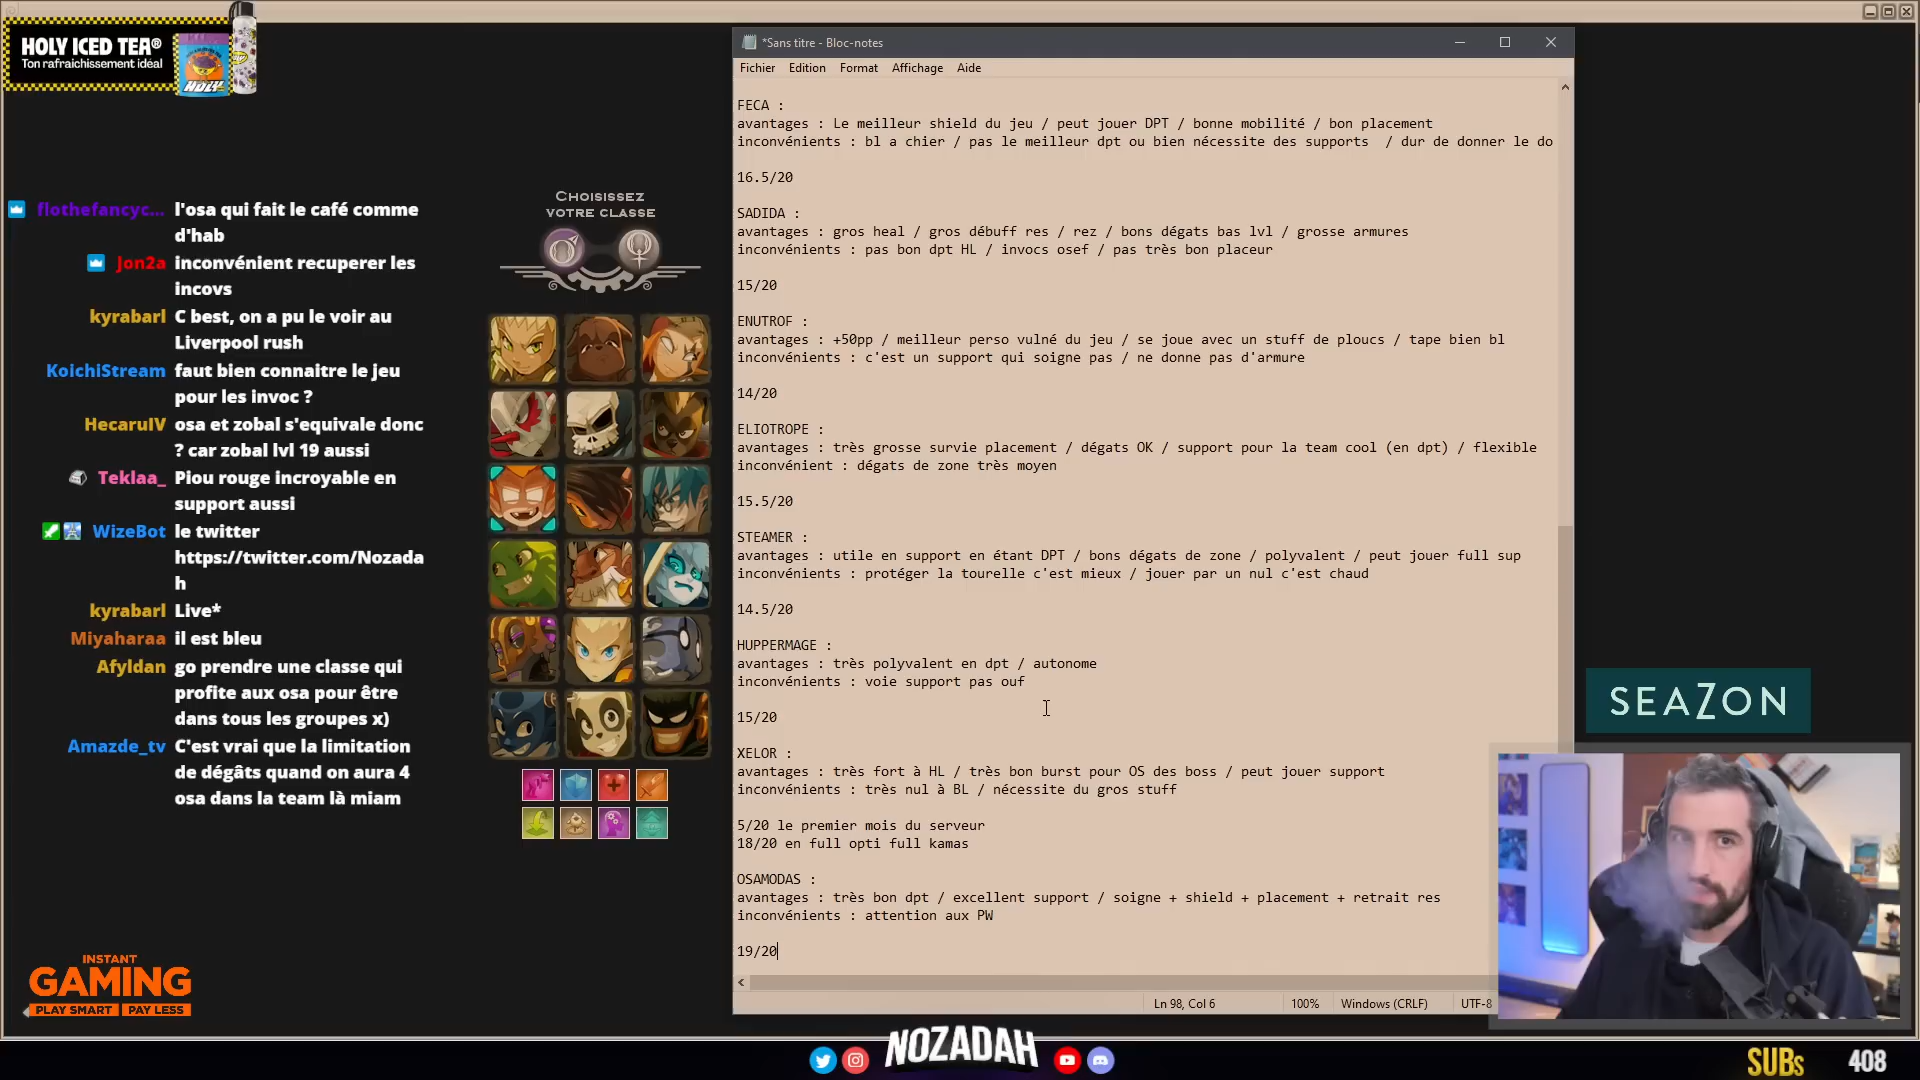 HOLY ICED TEA®
Ton rafraichissement idéal
HOLY
flothefancyc... l'osa qui fait le café comme
d'hab
Jon2a inconvénient recuperer les
incovs
kyrabarl C best, on a pu le voir au
Liverpool rush
KoichiStream faut bien connaitre le jeu
pour les invoc ?
HecaruIV osa et zobal s'equivale donc
? car zobal lvl 19 aussi
Teklaa_ Piou rouge incroyable en
support aussi
WizeBot le twitter
https://twitter.com/Nozada
h
kyrabarl Live*
Miyaharaa il est bleu
Afyldan go prendre une classe qui
profite aux osa pour être
dans tous les groupes x)
Amazde_tv C'est vrai que la limitation
de dégâts quand on aura 4
osa dans la team là miam
INSTANT
GAMING
PLAY SMART | PAY LESS
CHOISISSEZ
VOTRE CLASSE
*Sans titre - Bloc-notes
Fichier Edition Format Affichage Aide
FECA :
avantages : Le meilleur shield du jeu / peut jouer DPT / bonne mobilité / bon placement
inconvénients : bl a chier / pas le meilleur dpt ou bien nécessite des supports  / dur de donner le do
16.5/20
SADIDA :
avantages : gros heal / gros débuff res / rez / bons dégats bas lvl / grosse armures
inconvénients : pas bon dpt HL / invocs osef / pas très bon placeur
15/20
ENUTROF :
avantages : +50pp / meilleur perso vulné du jeu / se joue avec un stuff de ploucs / tape bien bl
inconvénients : c'est un support qui soigne pas / ne donne pas d'armure
14/20
ELIOTROPE :
avantages : très grosse survie placement / dégats OK / support pour la team cool (en dpt) / flexible
inconvénient : dégats de zone très moyen
15.5/20
STEAMER :
avantages : utile en support en étant DPT / bons dégats de zone / polyvalent / peut jouer full sup
inconvénients : protéger la tourelle c'est mieux / jouer par un nul c'est chaud
14.5/20
HUPPERMAGE :
avantages : très polyvalent en dpt / autonome
inconvénients : voie support pas ouf
15/20
XELOR :
avantages : très fort à HL / très bon burst pour OS des boss / peut jouer support
inconvénients : très nul à BL / nécessite du gros stuff
5/20 le premier mois du serveur
18/20 en full opti full kamas
OSAMODAS :
avantages : très bon dpt / excellent support / soigne + shield + placement + retrait res
inconvénients : attention aux PW
19/20
Ln 98, Col 6 100% Windows (CRLF) UTF-8
SEAZON
NOZADAH
SUBs 408